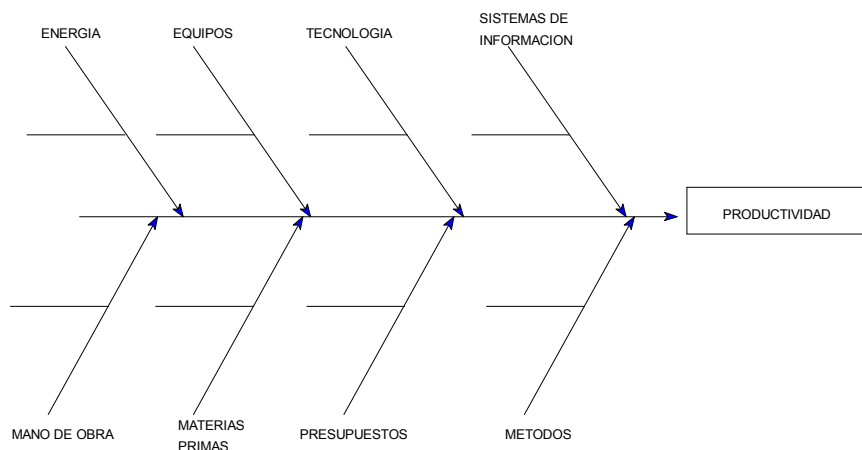 ENERGIA
EQUIPOS
TECNOLOGIA
SISTEMAS DE
INFORMACION
PRODUCTIVIDAD
MANO DE OBRA
MATERIAS
PRIMAS
PRESUPUESTOS
METODOS